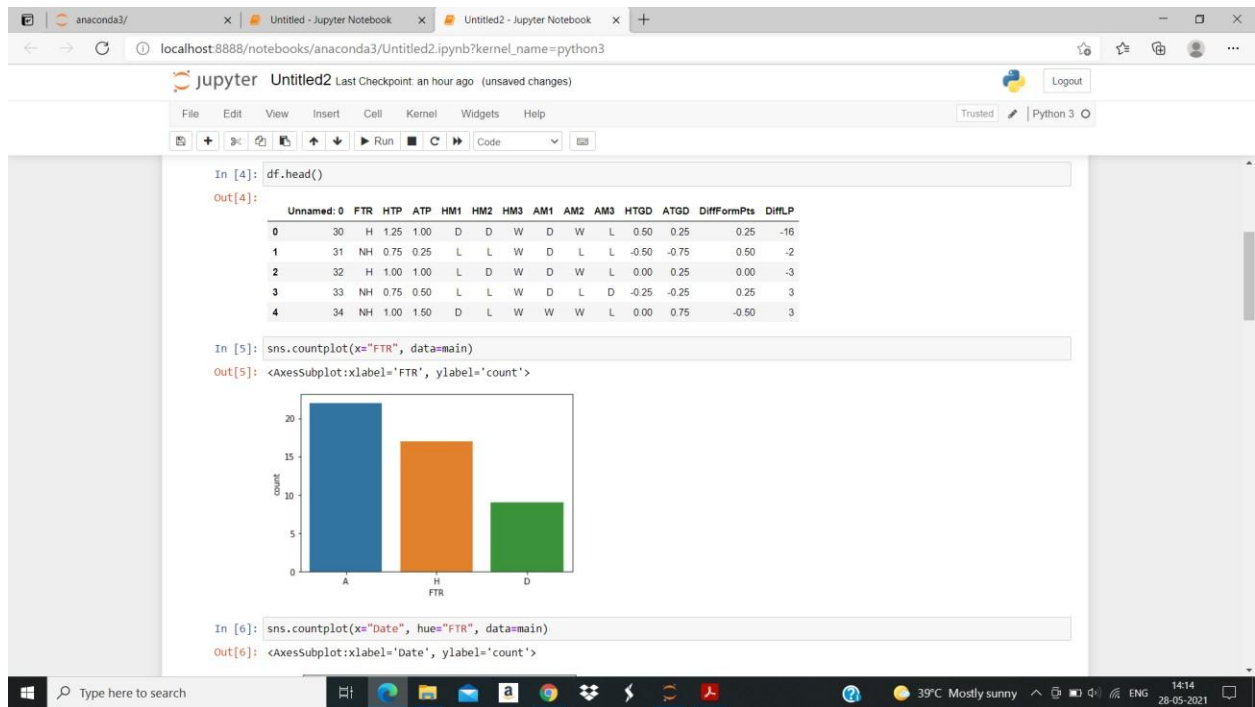 anaconda3/
Untitled - Jupyter Notebook
Untitled2 - Jupyter Notebook
localhost:8888/notebooks/anaconda3/Untitled2.ipynb?kernel_name=python3
jupyter Untitled2 Last Checkpoint: an hour ago (unsaved changes)
Logout
File Edit View Insert Cell Kernel Widgets Help
Trusted Python 3
Run Code
In [4]: df.head()
Out[4]:
Unnamed: 0 FTR HTP ATP HM1 HM2 HM3 AM1 AM2 AM3 HTGD ATGD DiffFormPts DiffLP
0 30 H 1.25 1.00 D D W D W L 0.50 0.25 0.25 -16
1 31 NH 0.75 0.25 L L W D L L -0.50 -0.75 0.50 -2
2 32 H 1.00 1.00 L D W D W L 0.00 0.25 0.00 -3
3 33 NH 0.75 0.50 L L W D L D -0.25 -0.25 0.25 3
4 34 NH 1.00 1.50 D L W W W L 0.00 0.75 -0.50 3
In [5]: sns.countplot(x="FTR", data=main)
Out[5]: <AxesSubplot:xlabel='FTR', ylabel='count'>
20
15
10
5
0
count
A H D
FTR
In [6]: sns.countplot(x="Date", hue="FTR", data=main)
Out[6]: <AxesSubplot:xlabel='Date', ylabel='count'>
Type here to search
a
39°C Mostly sunny
ENG
14:14
28-05-2021